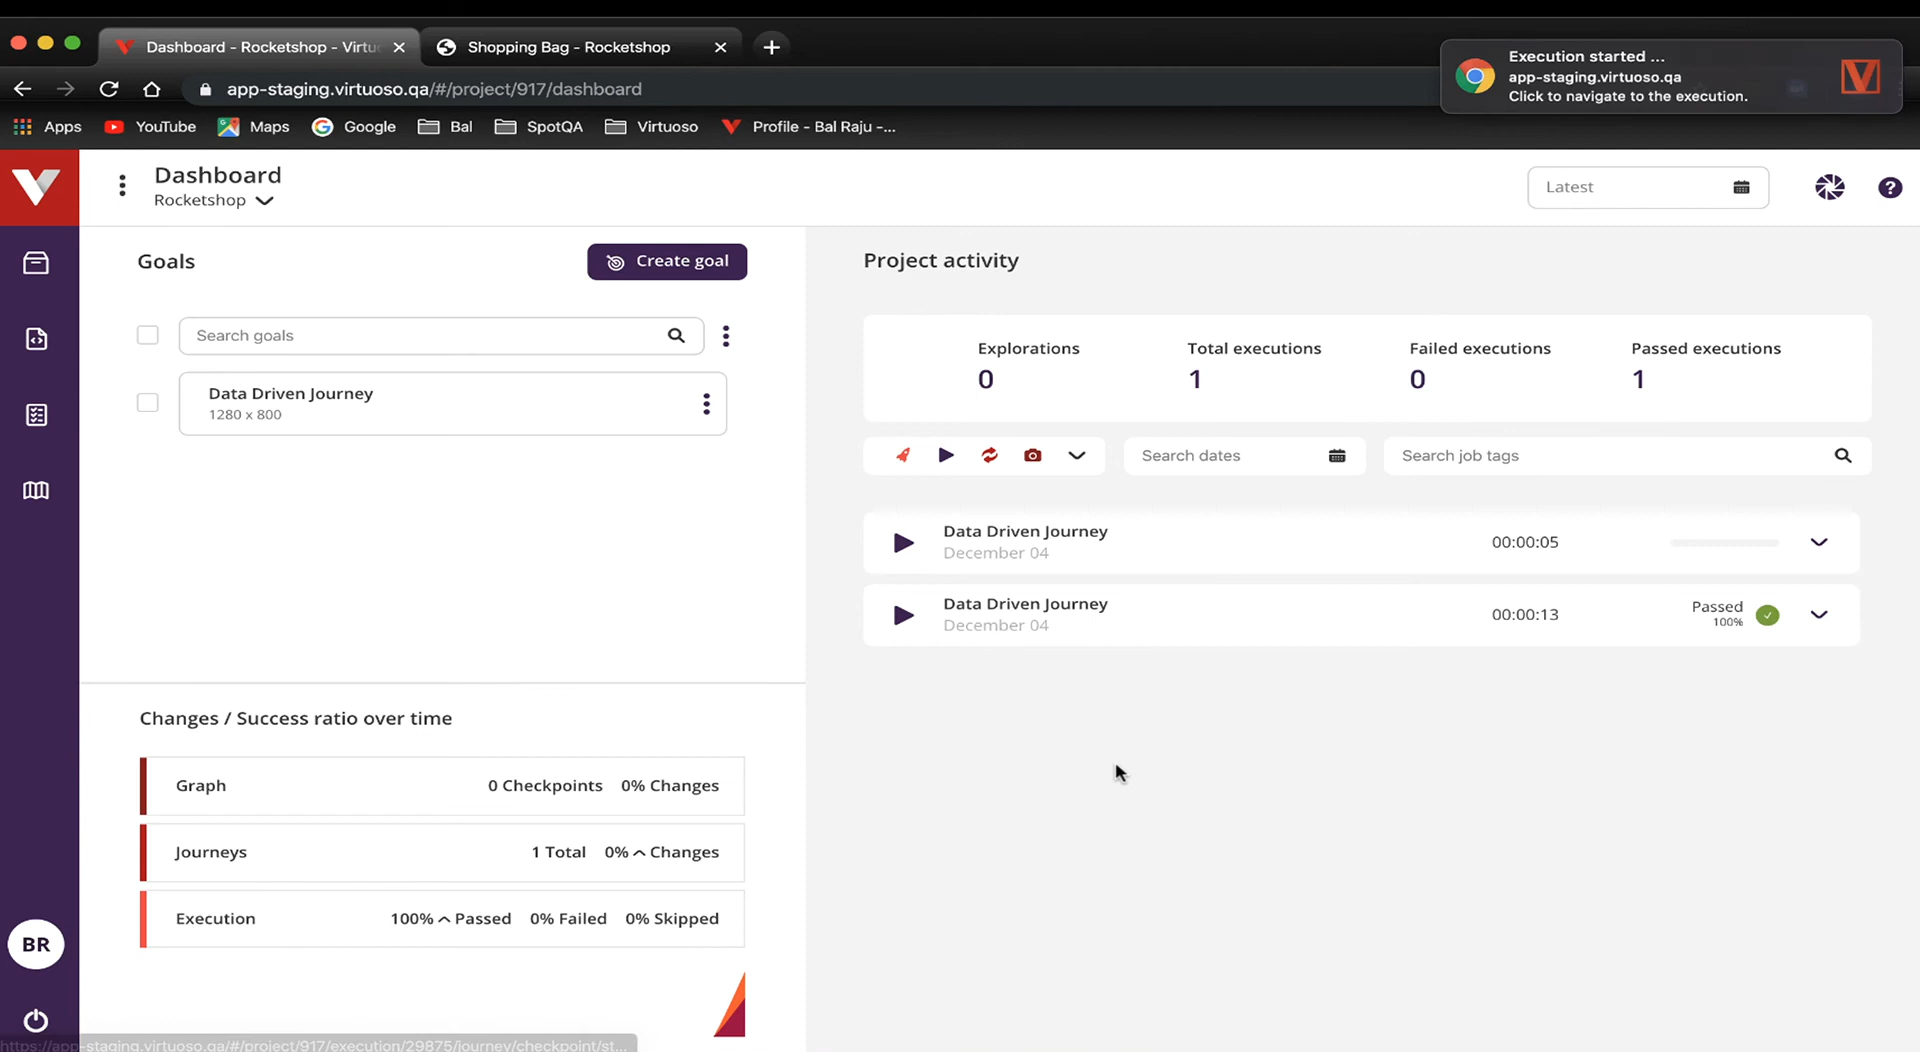 Dashboard - Rocketshop - Virtu
Shopping Bag - Rocketshop
Execution started ...
app-staging.virtuoso.qa
Click to navigate to the execution.
app-staging.virtuoso.qa/#/project/917/dashboard
Apps
YouTube
Maps
Google
Bal
SpotQA
Virtuoso
Profile - Bal Raju -...
Dashboard
Rocketshop
Latest
?
Goals
Create goal
Search goals
Data Driven Journey
1280 x 800
Project activity
Explorations
0
Total executions
1
Failed executions
0
Passed executions
1
Search dates
Search job tags
Data Driven Journey
December 04
00:00:05
Data Driven Journey
December 04
00:00:13
Passed
100%
Changes / Success ratio over time
Graph
0 Checkpoints 0% Changes
Journeys
1 Total 0% Changes
Execution
100% Passed 0% Failed 0% Skipped
BR
https://app-staging.virtuoso.qa/#/project/917/execution/29875/journey/checkpoint/st...